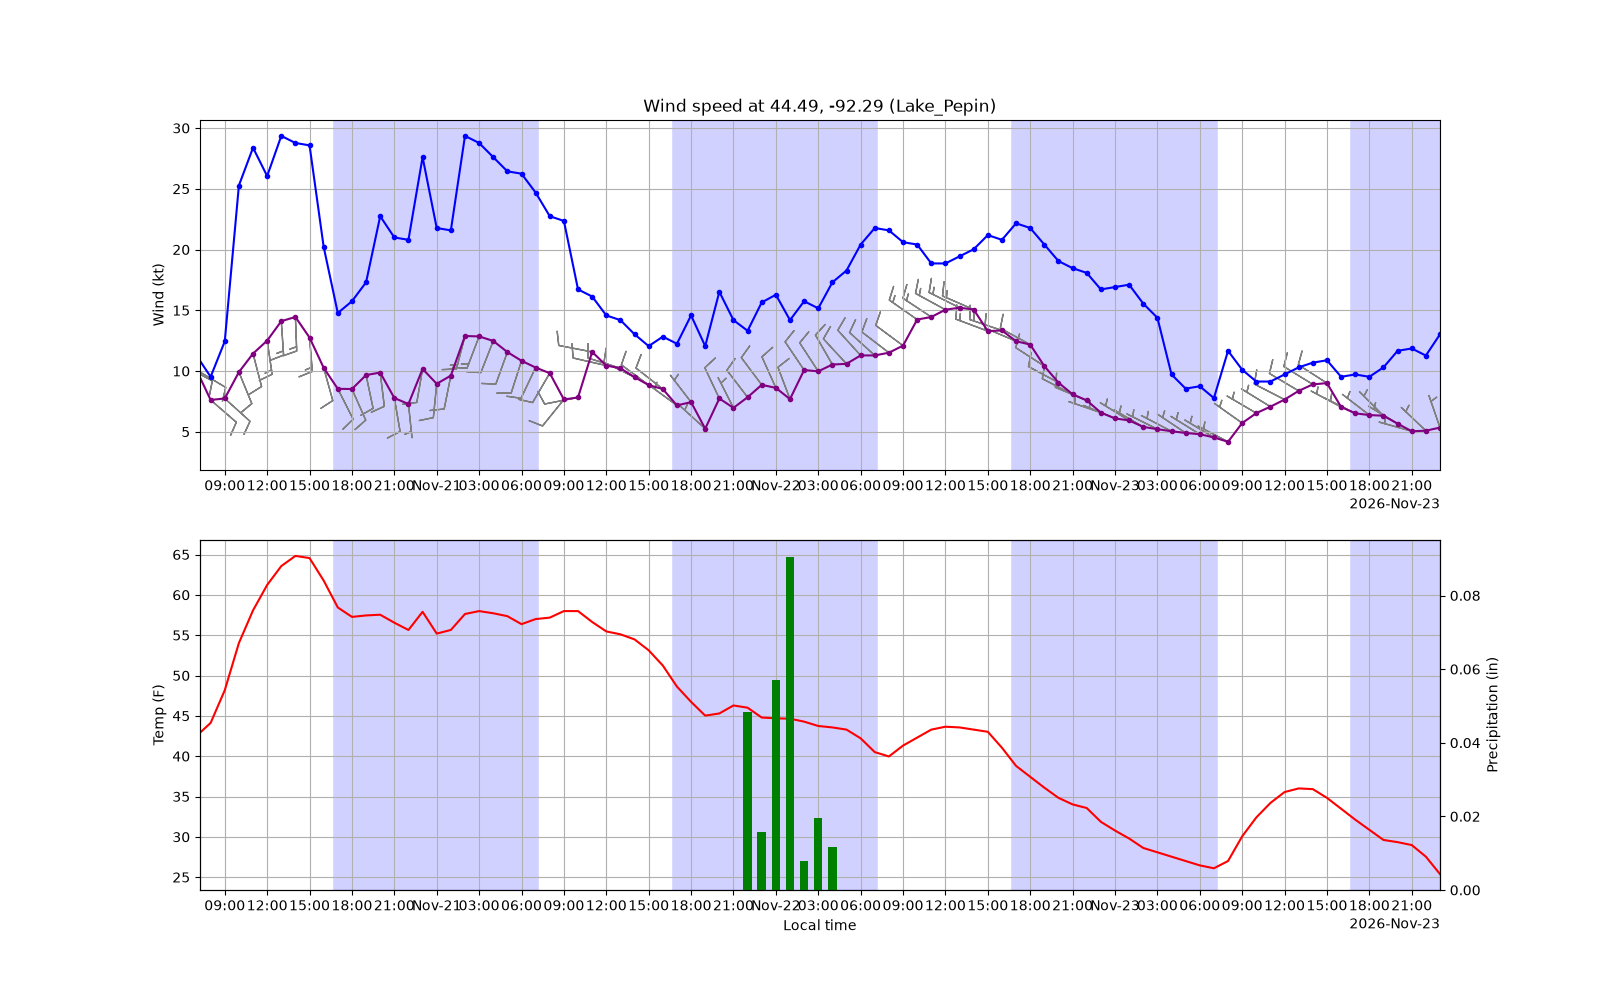 Wind speed at 44.49, -92.29 (Lake_Pepin)
Wind (kt)
30
25
20
15
10
5
09:00 12:00 15:00 18:00 21:00 Nov-21 03:00 06:00 09:00 12:00 15:00 18:00 21:00 Nov-22 03:00 06:00 09:00 12:00 15:00 18:00 21:00 Nov-23 03:00 06:00 09:00 12:00 15:00 18:00 21:00
2026-Nov-23
Temp (F)
65
60
55
50
45
40
35
30
25
0.08
0.06
0.04
0.02
0.00
Precipitation (in)
09:00 12:00 15:00 18:00 21:00 Nov-21 03:00 06:00 09:00 12:00 15:00 18:00 21:00 Nov-22 03:00 06:00 09:00 12:00 15:00 18:00 21:00 Nov-23 03:00 06:00 09:00 12:00 15:00 18:00 21:00
Local time
2026-Nov-23